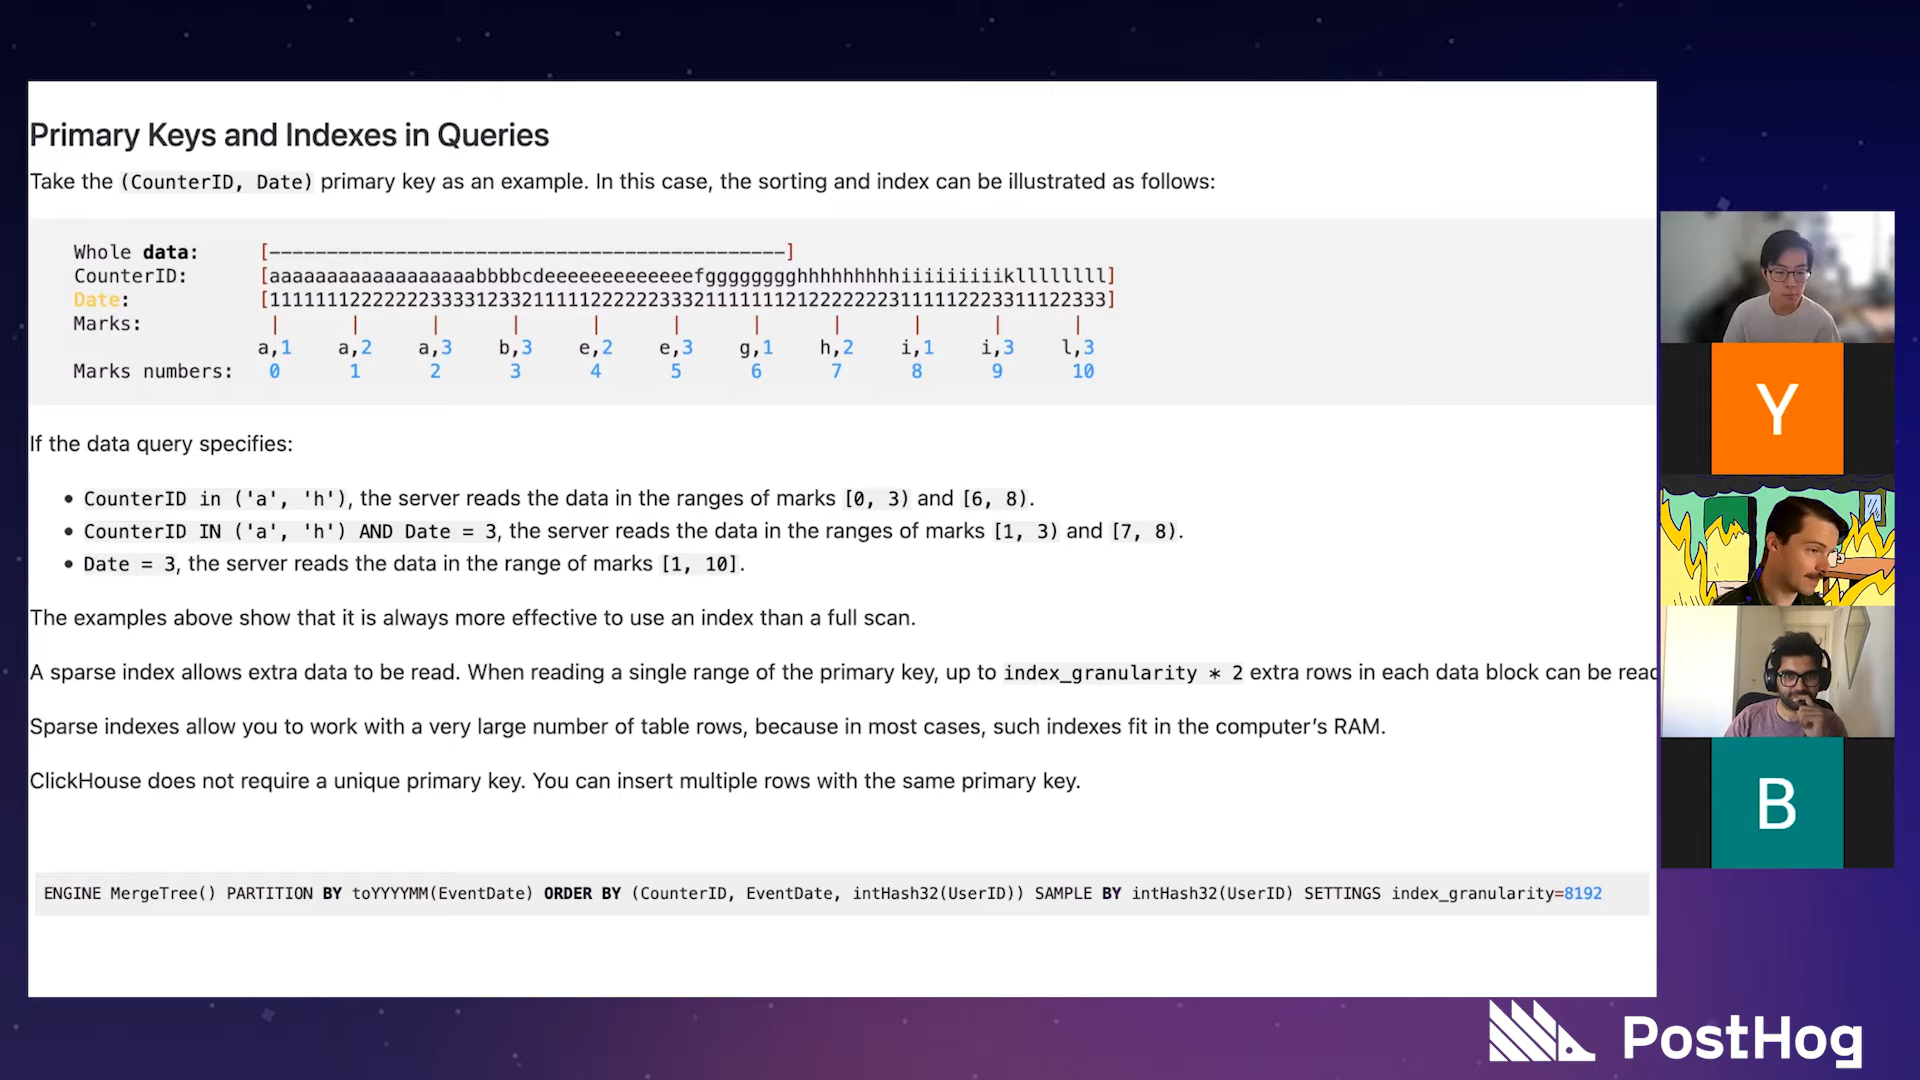 Primary Keys and Indexes in Queries
Take the (CounterID, Date) primary key as an example. In this case, the sorting and index can be illustrated as follows:
Whole data: [---------------------------------------------]
CounterID: [aaaaaaaaaaaaaaaaaabbbbcdeeeeeeeeeeeeefgggggggghhhhhhhhhiiiiiiiiikllllllll]
Date: [1111111222222233331233211111222222333211111112122222223111112223311122333]
Marks: | | | | | | | | | | |
a,1 a,2 a,3 b,3 e,2 e,3 g,1 h,2 i,1 i,3 l,3
Marks numbers: 0 1 2 3 4 5 6 7 8 9 10
If the data query specifies:
• CounterID in ('a', 'h'), the server reads the data in the ranges of marks [0, 3) and [6, 8).
• CounterID IN ('a', 'h') AND Date = 3, the server reads the data in the ranges of marks [1, 3) and [7, 8).
• Date = 3, the server reads the data in the range of marks [1, 10].
The examples above show that it is always more effective to use an index than a full scan.
A sparse index allows extra data to be read. When reading a single range of the primary key, up to index_granularity * 2 extra rows in each data block can be read
Sparse indexes allow you to work with a very large number of table rows, because in most cases, such indexes fit in the computer's RAM.
ClickHouse does not require a unique primary key. You can insert multiple rows with the same primary key.
ENGINE MergeTree() PARTITION BY toYYYYMM(EventDate) ORDER BY (CounterID, EventDate, intHash32(UserID)) SAMPLE BY intHash32(UserID) SETTINGS index_granularity=8192
Y
B
PostHog